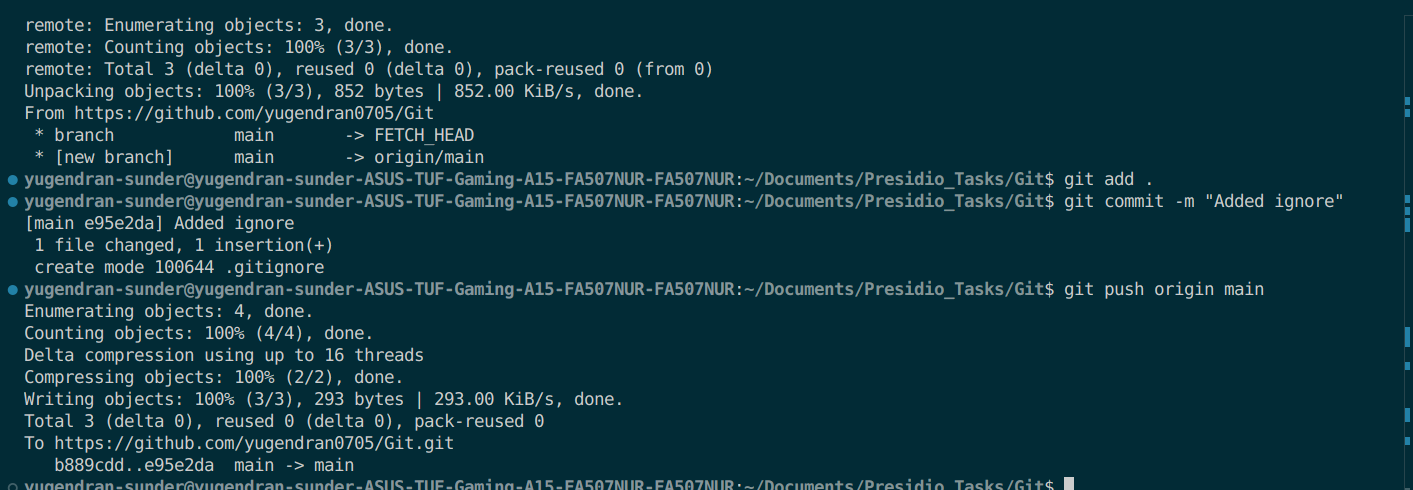 remote: Enumerating objects: 3, done.
remote: Counting objects: 100% (3/3), done.
remote: Total 3 (delta 0), reused 0 (delta 0), pack-reused 0 (from 0)
Unpacking objects: 100% (3/3), 852 bytes | 852.00 KiB/s, done.
From https://github.com/yugendran0705/Git
 * branch            main       -> FETCH_HEAD
 * [new branch]      main       -> origin/main
yugendran-sunder@yugendran-sunder-ASUS-TUF-Gaming-A15-FA507NUR-FA507NUR:~/Documents/Presidio_Tasks/Git$ git add .
yugendran-sunder@yugendran-sunder-ASUS-TUF-Gaming-A15-FA507NUR-FA507NUR:~/Documents/Presidio_Tasks/Git$ git commit -m "Added ignore"
[main e95e2da] Added ignore
 1 file changed, 1 insertion(+)
 create mode 100644 .gitignore
yugendran-sunder@yugendran-sunder-ASUS-TUF-Gaming-A15-FA507NUR-FA507NUR:~/Documents/Presidio_Tasks/Git$ git push origin main
Enumerating objects: 4, done.
Counting objects: 100% (4/4), done.
Delta compression using up to 16 threads
Compressing objects: 100% (2/2), done.
Writing objects: 100% (3/3), 293 bytes | 293.00 KiB/s, done.
Total 3 (delta 0), reused 0 (delta 0), pack-reused 0
To https://github.com/yugendran0705/Git.git
   b889cdd..e95e2da  main -> main
yugendran-sunder@yugendran-sunder-ASUS-TUF-Gaming-A15-FA507NUR-FA507NUR:~/Documents/Presidio_Tasks/Git$